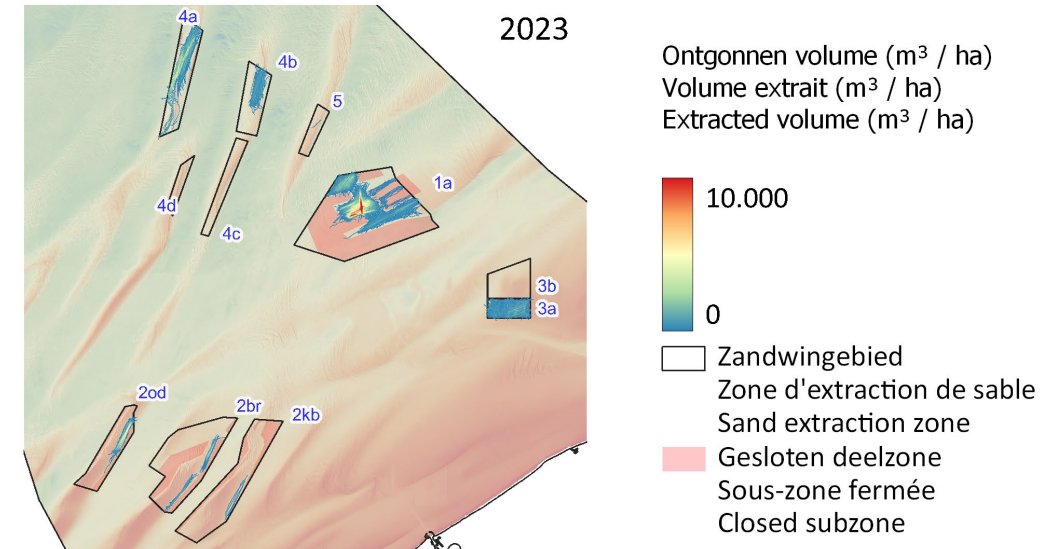 4a
2023
4b
5
1a
4d
4c
3b
3a
2od
2br
2kb
Ontgonnen volume (m³ / ha)
Volume extrait (m³ / ha)
Extracted volume (m³ / ha)
10.000
0
Zandwingebied
Zone d'extraction de sable
Sand extraction zone
Gesloten deelzone
Sous-zone fermée
Closed subzone